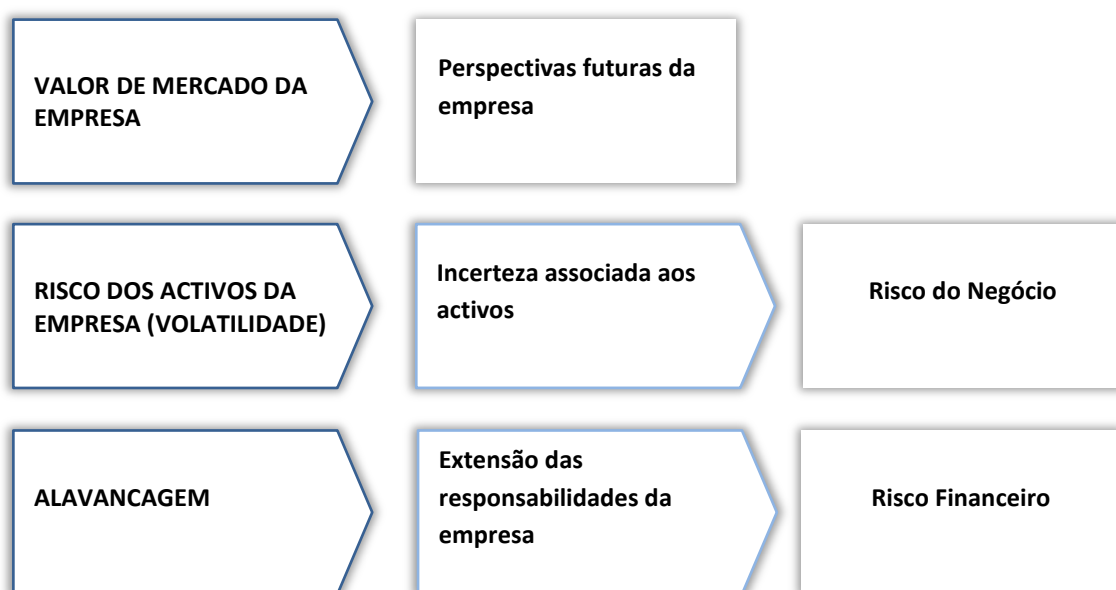 VALOR DE MERCADO DA
EMPRESA
Perspectivas futuras da
empresa
RISCO DOS ACTIVOS DA
EMPRESA (VOLATILIDADE)
Incerteza associada aos
activos
Risco do Negócio
ALAVANCAGEM
Extensão das
responsabilidades da
empresa
Risco Financeiro